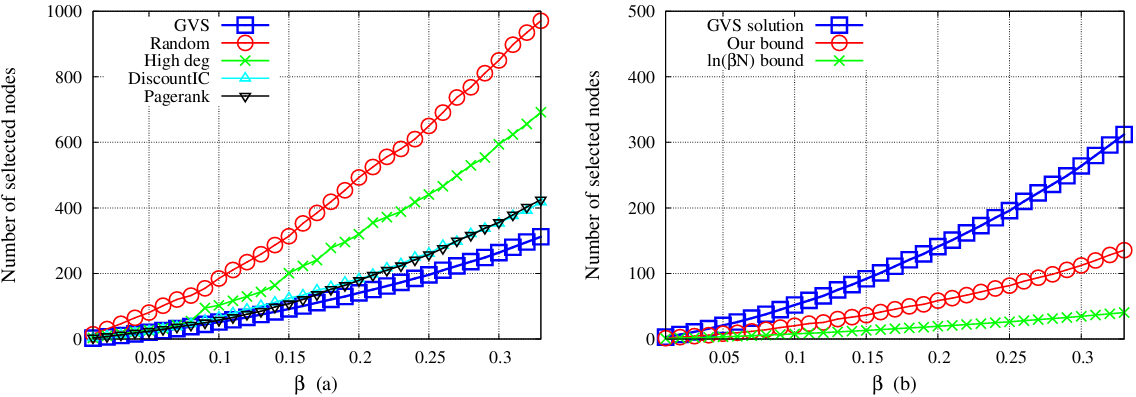 Number of seltected nodes
1000
800
600
400
200
0
GVS
Random
High deg
DiscountIC
Pagerank
0.05 0.1 0.15 0.2 0.25 0.3
β (a)
Number of selected nodes
500
400
300
200
100
0
GVS solution
Our bound
ln(βN) bound
0.05 0.1 0.15 0.2 0.25 0.3
β (b)